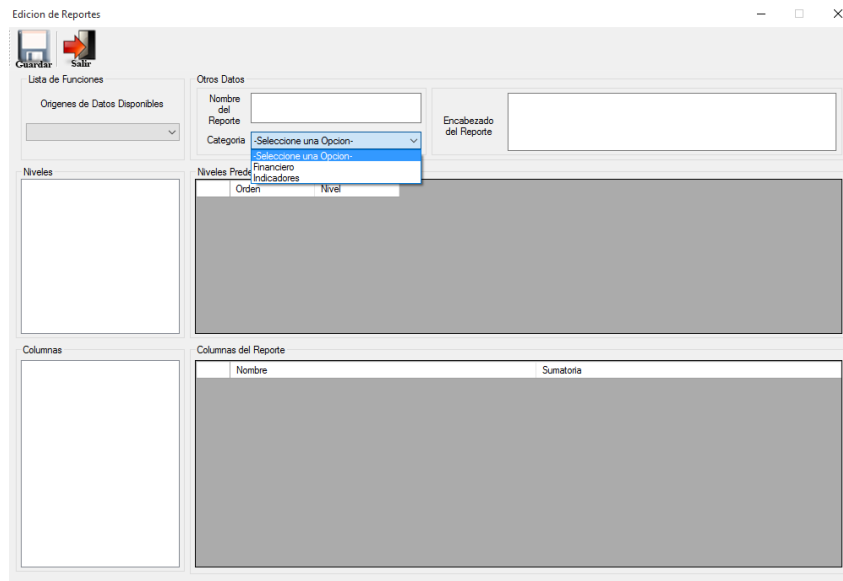 Edicion de Reportes
Guardar
Salir
Lista de Funciones
Origenes de Datos Disponibles
Otros Datos
Nombre
del
Reporte
Categoria
-Seleccione una Opcion-
-Seleccione una Opcion-
Financiero
Indicadores
Encabezado
del Reporte
Niveles
Niveles Prede
Orden Nivel
Columnas
Columnas del Reporte
Nombre Sumatoria